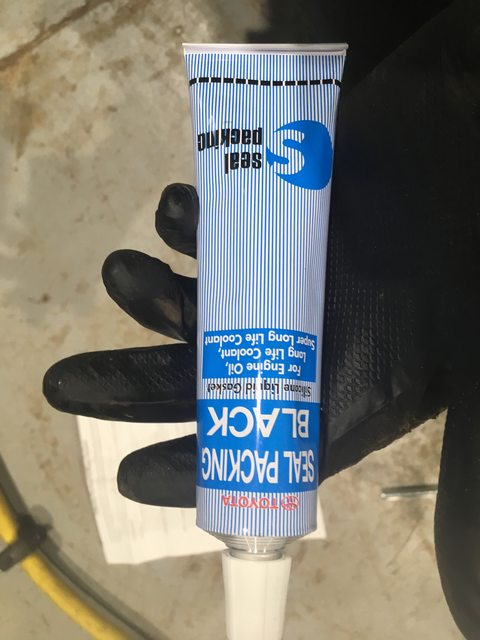 TOYOTA
SEAL PACKING
BLACK
Silicone Liquid Gasket
For Engine Oil,
Long Life Coolant,
Super Long Life Coolant
S
seal
packing